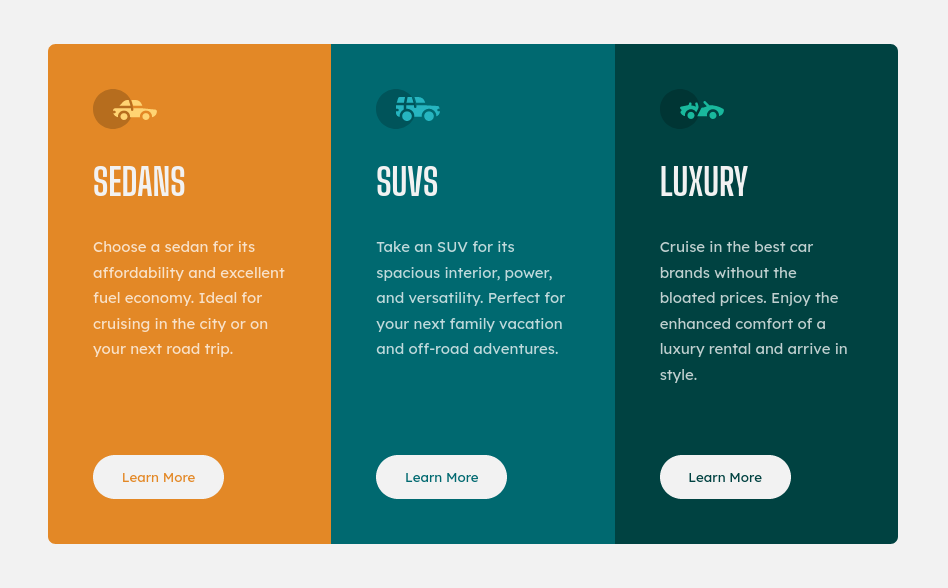 SEDANS
Choose a sedan for its
affordability and excellent
fuel economy. Ideal for
cruising in the city or on
your next road trip.
Learn More
SUVS
Take an SUV for its
spacious interior, power,
and versatility. Perfect for
your next family vacation
and off-road adventures.
Learn More
LUXURY
Cruise in the best car
brands without the
bloated prices. Enjoy the
enhanced comfort of a
luxury rental and arrive in
style.
Learn More